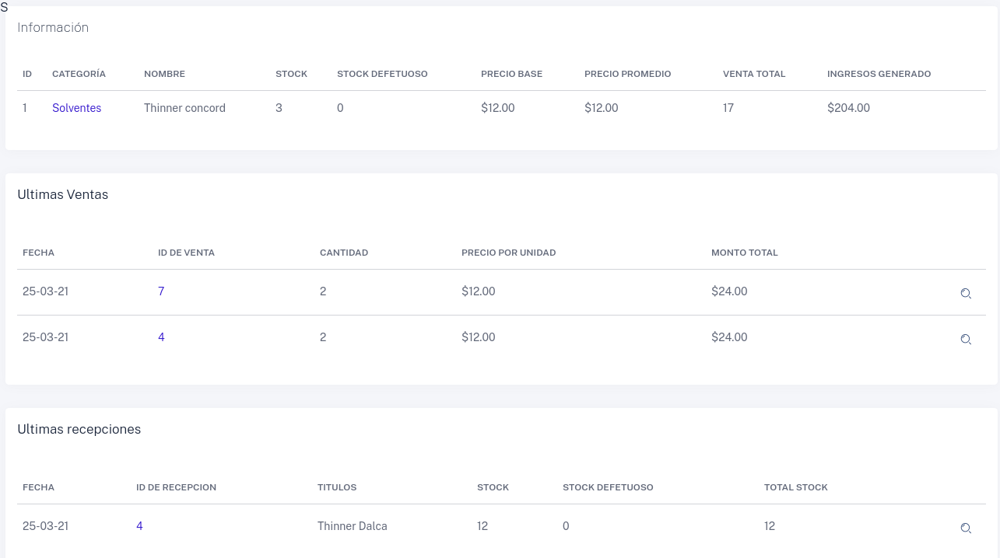 S
Información
ID CATEGORÍA NOMBRE STOCK STOCK DEFETUOSO PRECIO BASE PRECIO PROMEDIO VENTA TOTAL INGRESOS GENERADO
1 Solventes Thinner concord 3 0 $12.00 $12.00 17 $204.00
Ultimas Ventas
FECHA ID DE VENTA CANTIDAD PRECIO POR UNIDAD MONTO TOTAL
25-03-21 7 2 $12.00 $24.00
25-03-21 4 2 $12.00 $24.00
Ultimas recepciones
FECHA ID DE RECEPCION TITULOS STOCK STOCK DEFETUOSO TOTAL STOCK
25-03-21 4 Thinner Dalca 12 0 12